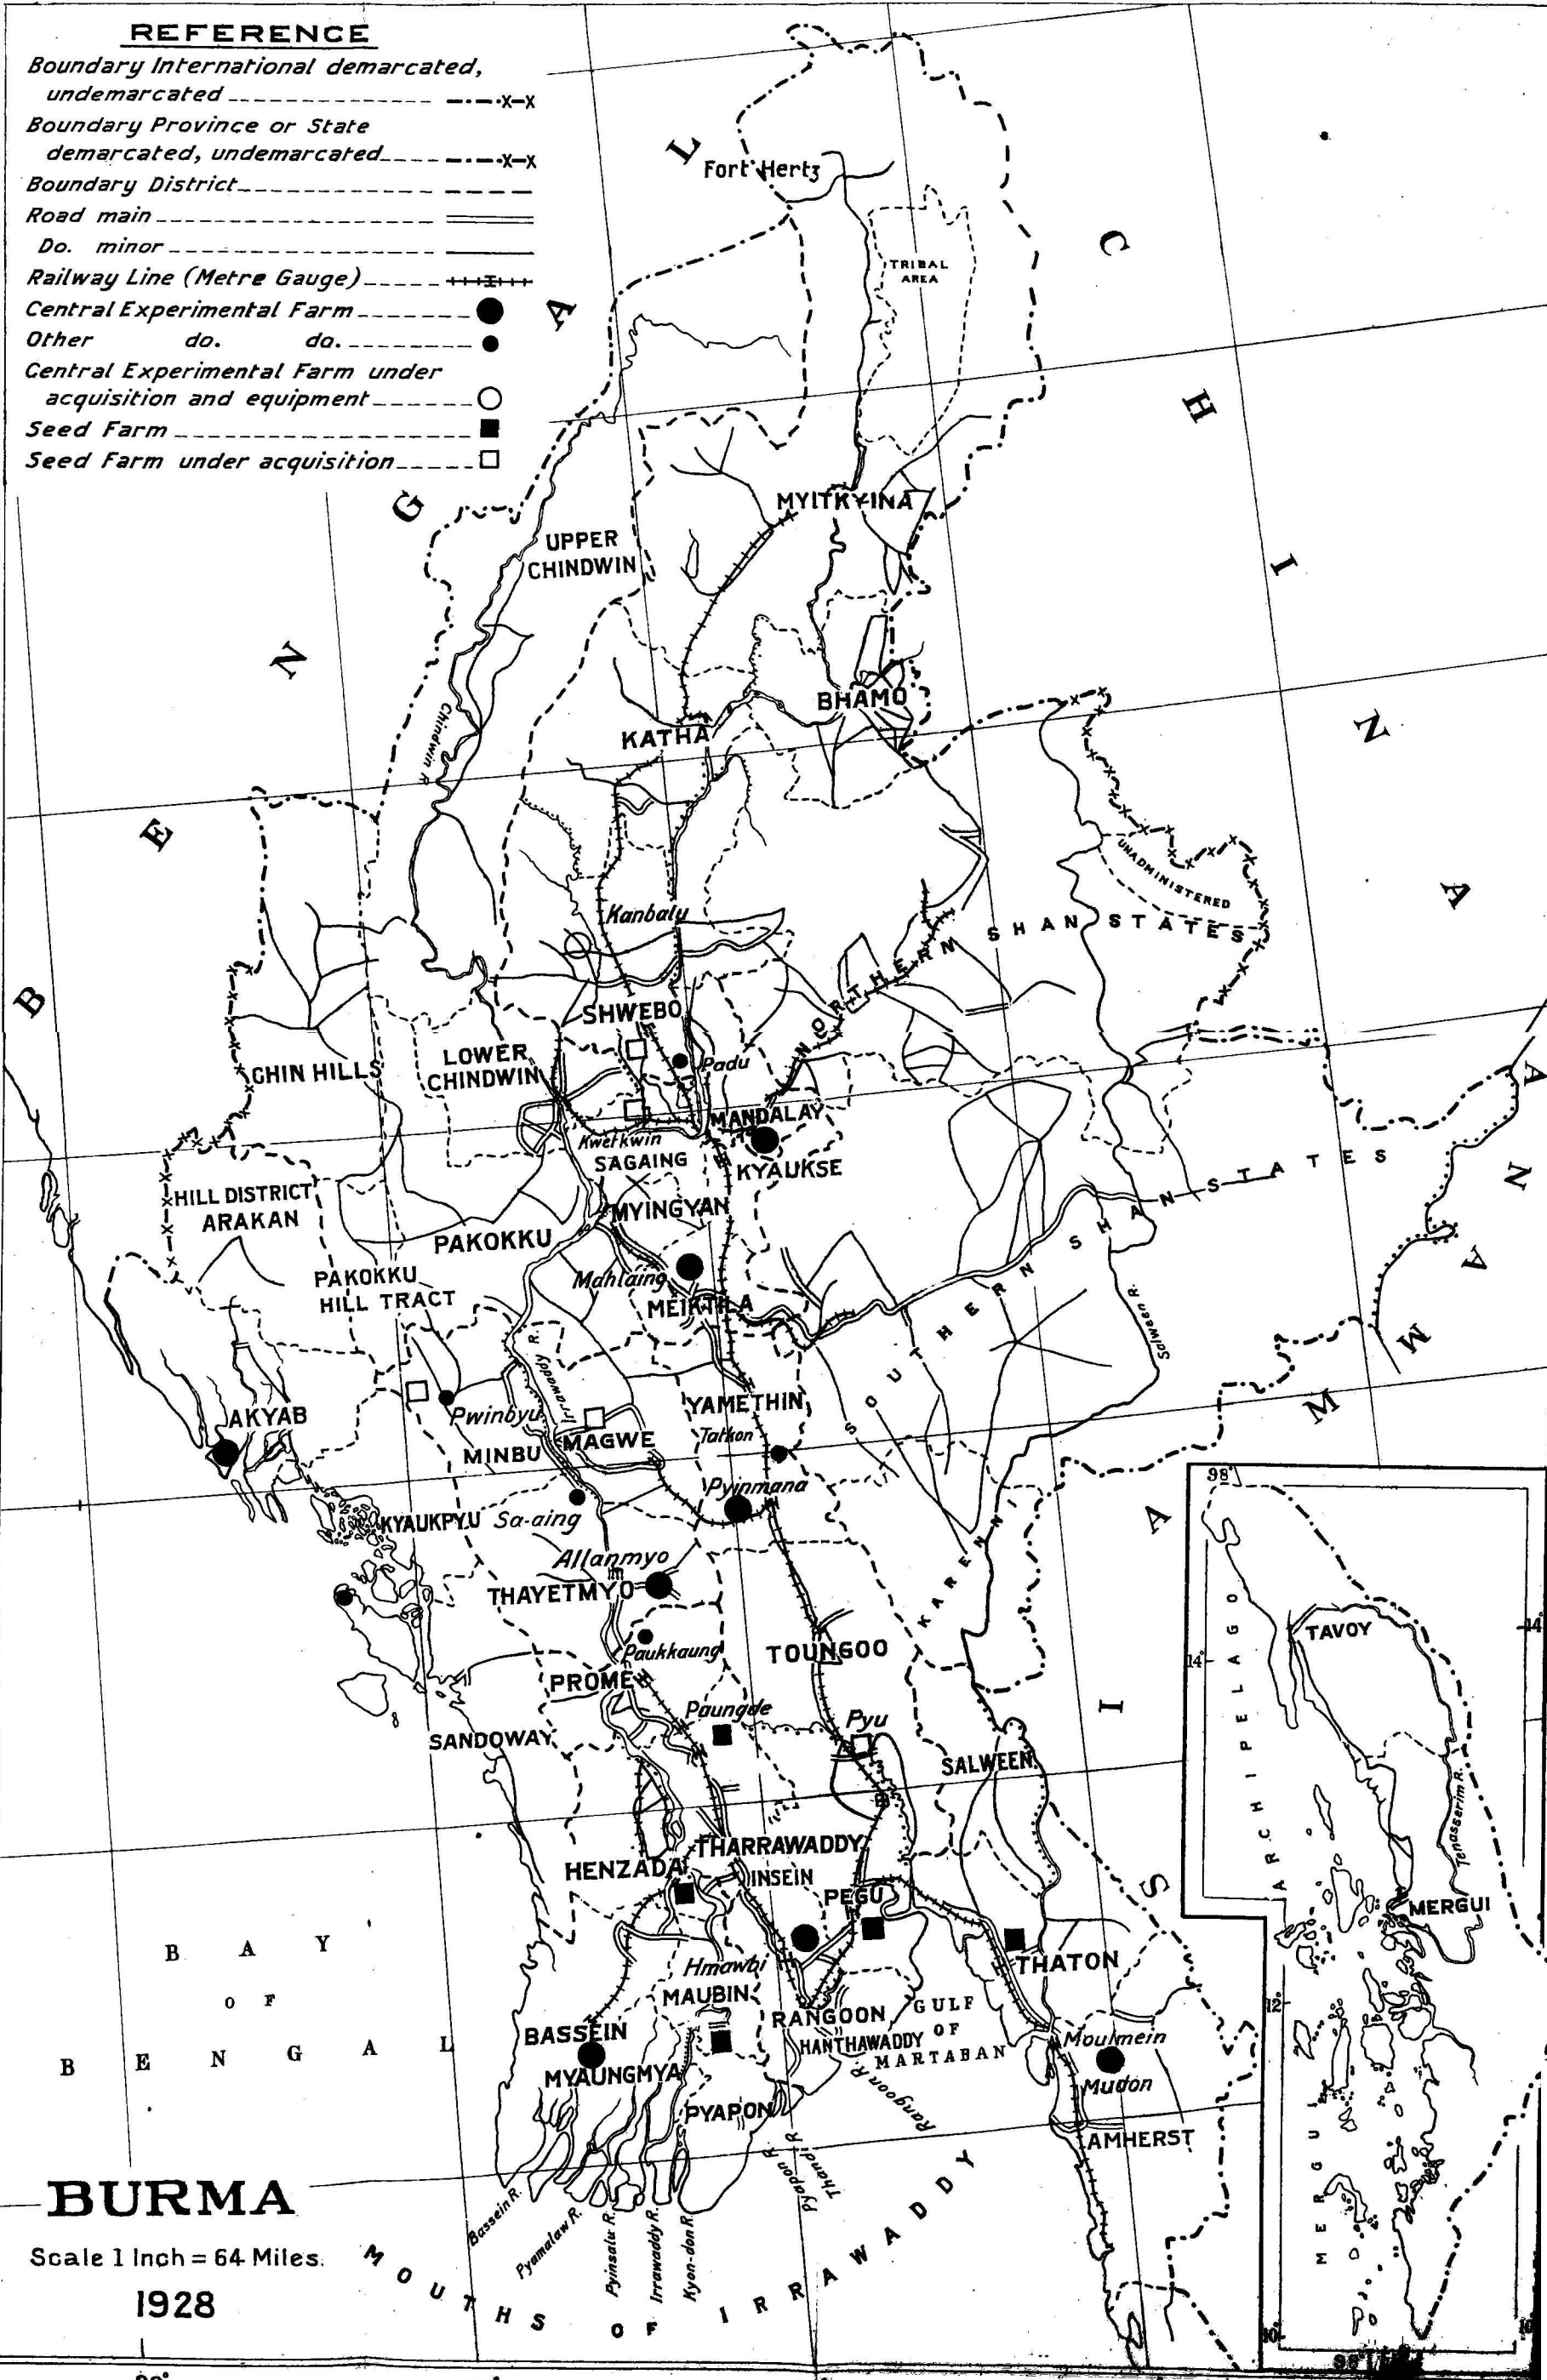 REFERENCE
Boundary International demarcated,
undemarcated
Boundary Province or State
demarcated, undemarcated
Boundary District
Road main
Do. minor
Railway Line (Metre Gauge)
Central Experimental Farm
Other do. do.
Central Experimental Farm under
acquisition and equipment
Seed Farm
Seed Farm under acquisition
BENGAL
CHINA
Fort Hertz
TRIBAL
AREA
MYITKYINA
UPPER
CHINDWIN
BHAMO
KATHA
Chindwin R.
UNADMINISTERED
Kanbalu
NORTHERN SHAN STATES
SHWEBO
LOWER
CHINDWIN
CHIN HILLS
Padu
MANDALAY
Kwetkwin
SAGAING
KYAUKSE
HILL DISTRICT
ARAKAN
MYINGYAN
PAKOKKU
PAKOKKU
HILL TRACT
Mahlaing
MEIKTILA
SOUTHERN SHAN STATES
Salween R.
ANNAM
Irrawaddy R.
AKYAB
Pwinbyu
YAMETHIN
MINBU
MAGWE
Tatkon
Pyinmana
KYAUKPYU
Sa-aing
Allanmyo
THAYETMYO
KARENNI
SIAM
Paukkaung
TOUNGOO
PROME
Paungde
Pyu
SANDOWAY
SALWEEN
THARRAWADDY
HENZADA
INSEIN
PEGU
Hmawbi
MAUBIN
THATON
RANGOON
HANTHAWADDY
GULF
OF
MARTABAN
BASSEIN
MYAUNGMYA
Moulmein
Mudon
PYAPON
AMHERST
Rangoon R.
Thandi R.
Pyapon R.
Bassein R.
Pyamalaw R.
Pyinsalu R.
Irrawaddy R.
Kyon-don R.
MOUTHS OF IRRAWADDY
BAY
OF
BENGAL
98°
14°
14°
TAVOY
Tenasserim R.
MERGUI
MERGUI ARCHIPELAGO
12°
10°
98°
BURMA
Scale 1 Inch = 64 Miles.
1928